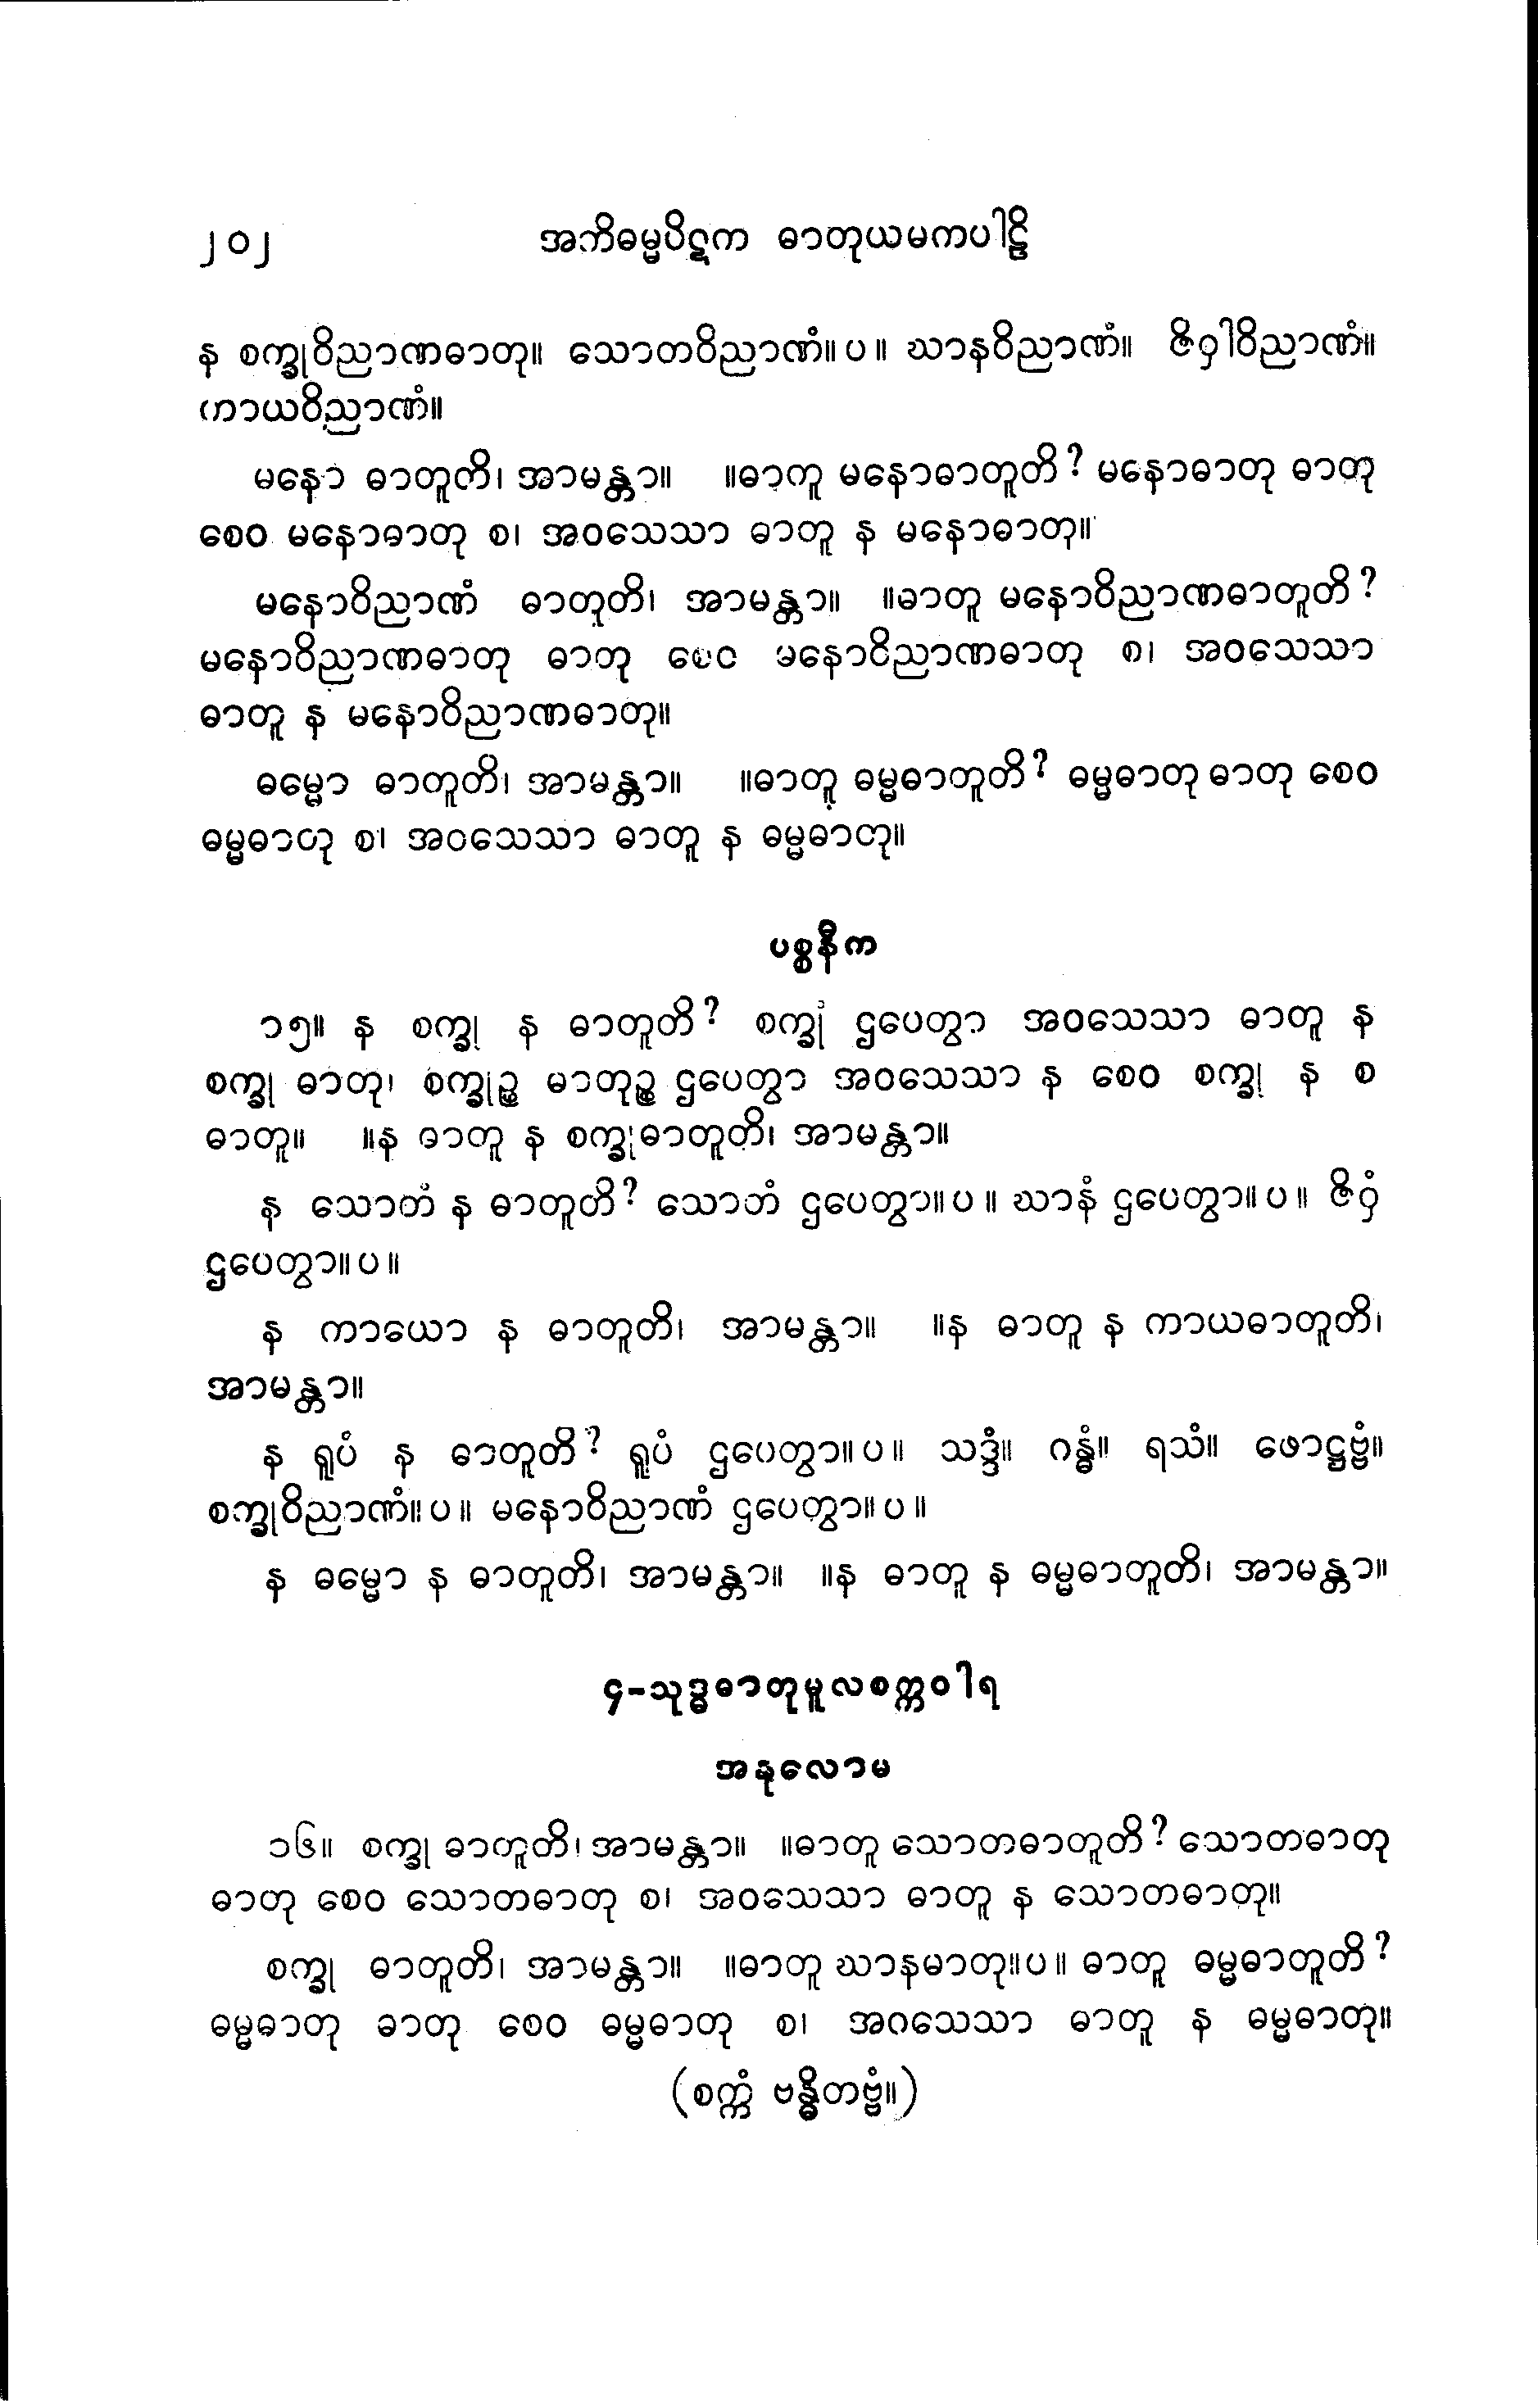 ၂၀၂ အဘိဓမ္မပိဋက ဓာတုယမကပါဠိ
န စက္ခုဝိညာဏဓာတု။ သောတဝိညာဏံ။ပ။ ဃာနဝိညာဏံ။ ဇိဝှါဝိညာဏံ။
ကာယဝိညာဏံ။
မနော ဓာတူတိ၊ အာမန္တာ။ ။ဓာတူ မနောဓာတူတိ? မနောဓာတု ဓာတု
စေဝ မနောဓာတု စ၊ အဝသေသာ ဓာတူ န မနောဓာတု။
မနောဝိညာဏံ ဓာတူတိ၊ အာမန္တာ။ ။ဓာတူ မနောဝိညာဏဓာတူတိ?
မနောဝိညာဏဓာတု ဓာတု စေဝ မနောဝိညာဏဓာတု စ၊ အဝသေသာ
ဓာတူ န မနောဝိညာဏဓာတု။
ဓမ္မော ဓာတူတိ၊ အာမန္တာ။ ။ဓာတူ ဓမ္မဓာတူတိ? ဓမ္မဓာတု ဓာတု စေဝ
ဓမ္မဓာတု စ၊ အဝသေသာ ဓာတူ န ဓမ္မဓာတု။
ပစ္စနီက
၁၅။ န စက္ခု န ဓာတူတိ? စက္ခုံ ဌပေတွာ အဝသေသာ ဓာတူ န
စက္ခု ဓာတု၊ စက္ခုဉ္စ မာတုဉ္စ ဌပေတွာ အဝသေသာ န စေဝ စက္ခု န စ
ဓာတူ။ ။န ဓာတူ န စက္ခုဓာတူတိ၊ အာမန္တာ။
န သောတံ န ဓာတူတိ? သောတံ ဌပေတွာ။ပ။ ဃာနံ ဌပေတွာ။ပ။ ဇိဝှံ
ဌပေတွာ။ပ။
န ကာယော န ဓာတူတိ၊ အာမန္တာ။ ။န ဓာတူ န ကာယဓာတူတိ၊
အာမန္တာ။
န ရူပံ န ဓာတူတိ? ရူပံ ဌပေတွာ။ပ။ သဒ္ဒံ။ ဂန္ဓံ။ ရသံ။ ဖောဋ္ဌဗ္ဗံ။
စက္ခုဝိညာဏံ။ပ။ မနောဝိညာဏံ ဌပေတွာ။ပ။
န ဓမ္မော န ဓာတူတိ၊ အာမန္တာ။ ။န ဓာတူ န ဓမ္မဓာတူတိ၊ အာမန္တာ။
၄-သုဒ္ဓဓာတုမူလစက္ကဝါရ
အနုလောမ
၁၆။ စက္ခု ဓာတူတိ၊ အာမန္တာ။ ။ဓာတူ သောတဓာတူတိ? သောတဓာတု
ဓာတု စေဝ သောတဓာတု စ၊ အဝသေသာ ဓာတူ န သောတဓာတု။
စက္ခု ဓာတူတိ၊ အာမန္တာ။ ။ဓာတူ ဃာနမာတု။ပ။ ဓာတူ ဓမ္မဓာတူတိ?
ဓမ္မဓာတု ဓာတု စေဝ ဓမ္မဓာတု စ၊ အဝသေသာ ဓာတူ န ဓမ္မဓာတု။
(စက္ကံ ဗန္ဓိတဗ္ဗံ။)